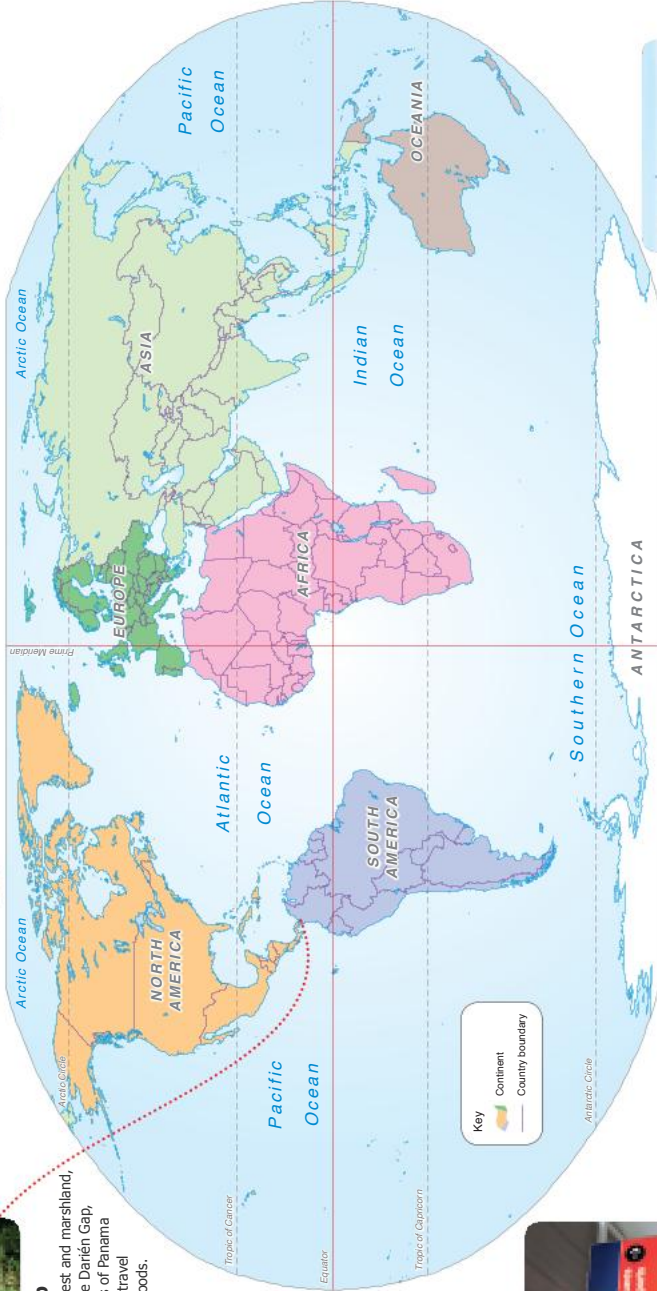 Arctic Ocean
Arctic Ocean
Pacific
Ocean
Arctic Circle
Prime Meridian
EUROPE
ASIA
NORTH
AMERICA
Atlantic
Ocean
Tropic of Cancer
Pacific
Ocean
AFRICA
Equator
Indian
Ocean
OCEANIA
SOUTH
AMERICA
Tropic of Capricorn
Key
Continent
Country boundary
Southern Ocean
Antarctic Circle
ANTARCTICA
est and marshland,
e Darién Gap,
s of Panama
travel
oods.